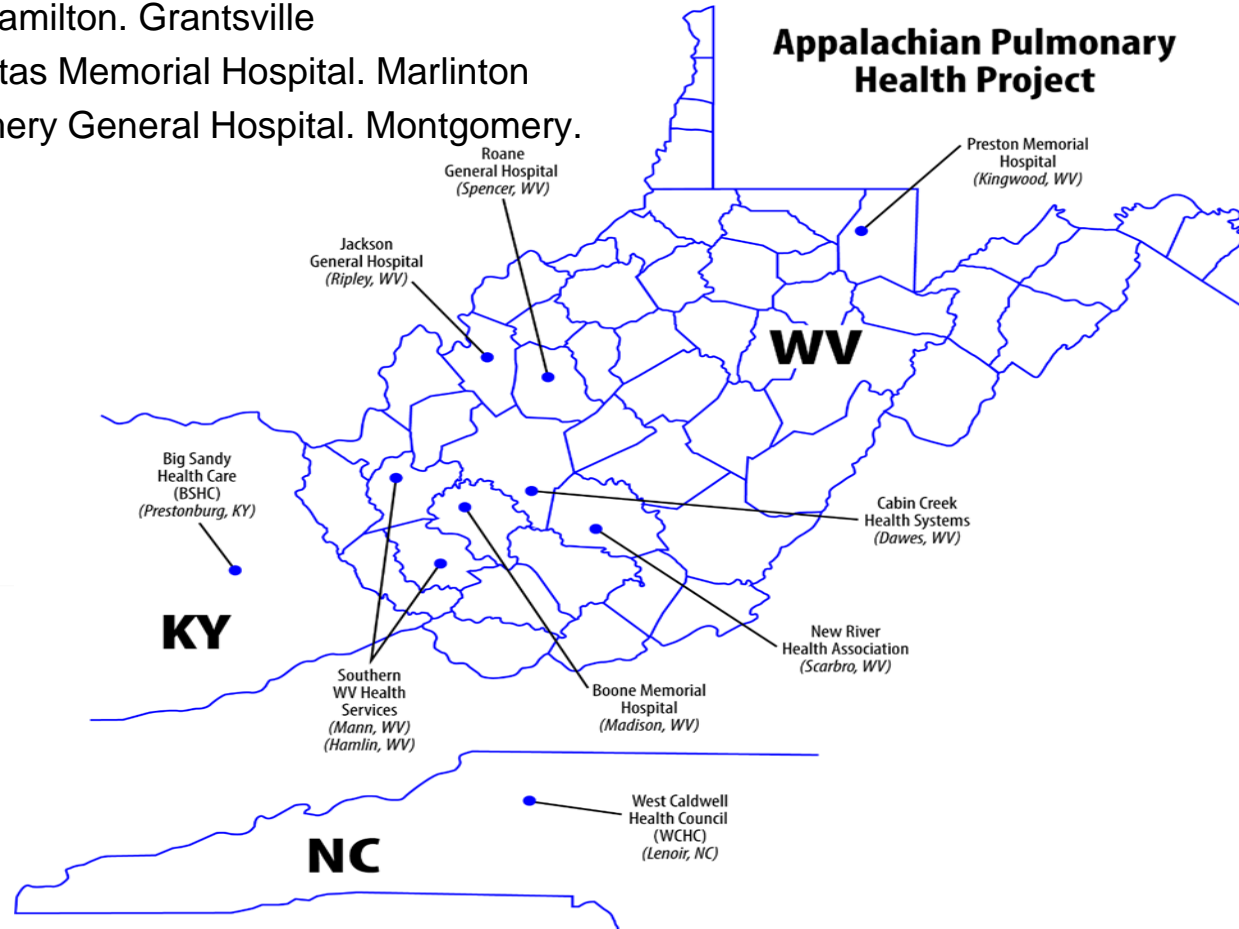 amilton. Grantsville
tas Memorial Hospital. Marlinton
nery General Hospital. Montgomery.
Appalachian Pulmonary
Health Project
Roane
General Hospital
(Spencer, WV)
Preston Memorial
Hospital
(Kingwood, WV)
Jackson
General Hospital
(Ripley, WV)
WV
Big Sandy
Health Care
(BSHC)
(Prestonburg, KY)
Cabin Creek
Health Systems
(Dawes, WV)
KY
New River
Health Association
(Scarbro, WV)
Southern
WV Health
Services
(Mann, WV)
(Hamlin, WV)
Boone Memorial
Hospital
(Madison, WV)
West Caldwell
Health Council
(WCHC)
(Lenoir, NC)
NC